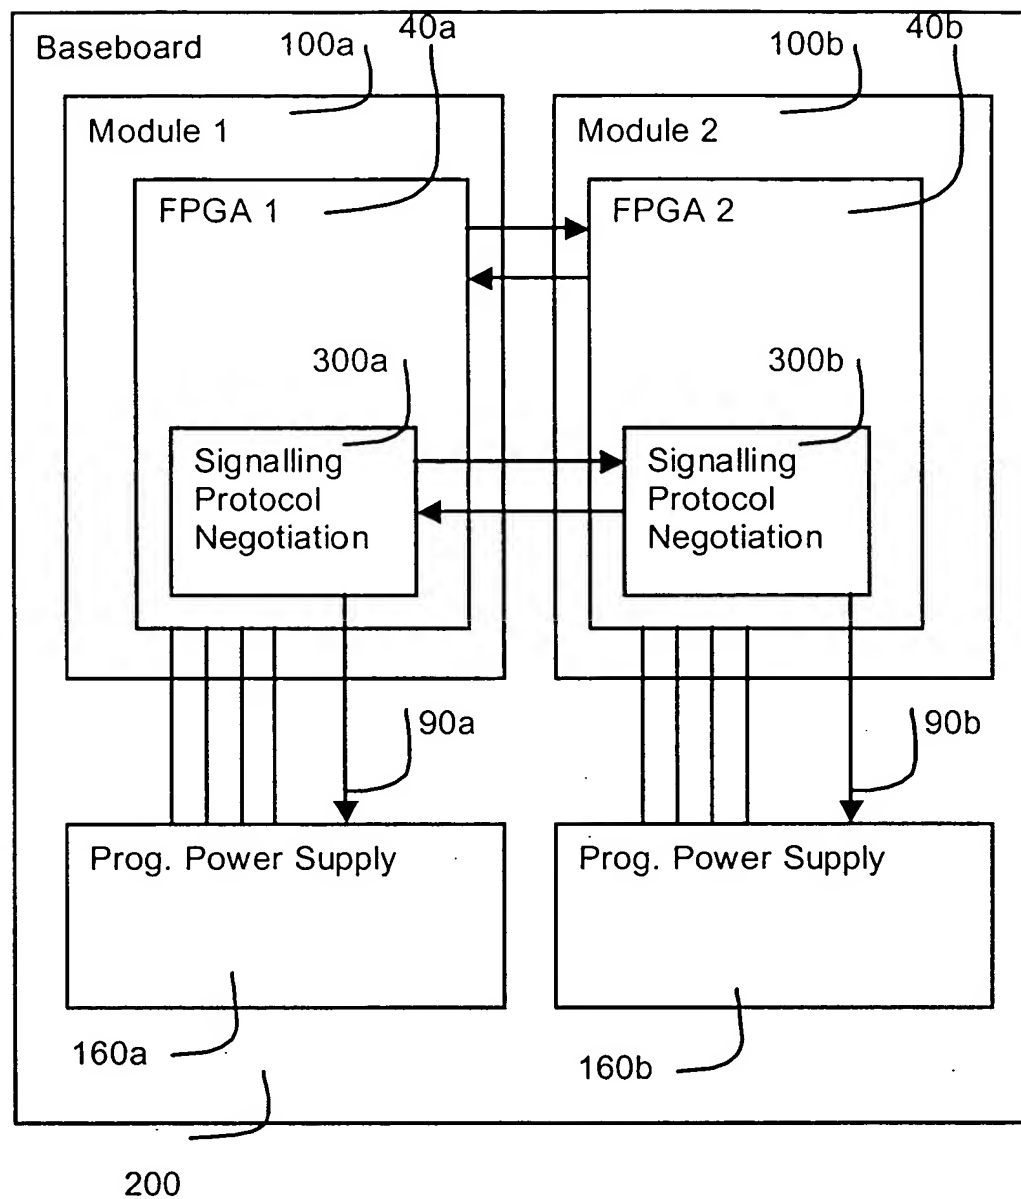 40a
40b
Baseboard
100a
100b
Module 1
Module 2
FPGA 1
FPGA 2
300a
300b
Signalling
Protocol
Negotiation
Signalling
Protocol
Negotiation
90a
90b
Prog. Power Supply
Prog. Power Supply
160a
160b
200